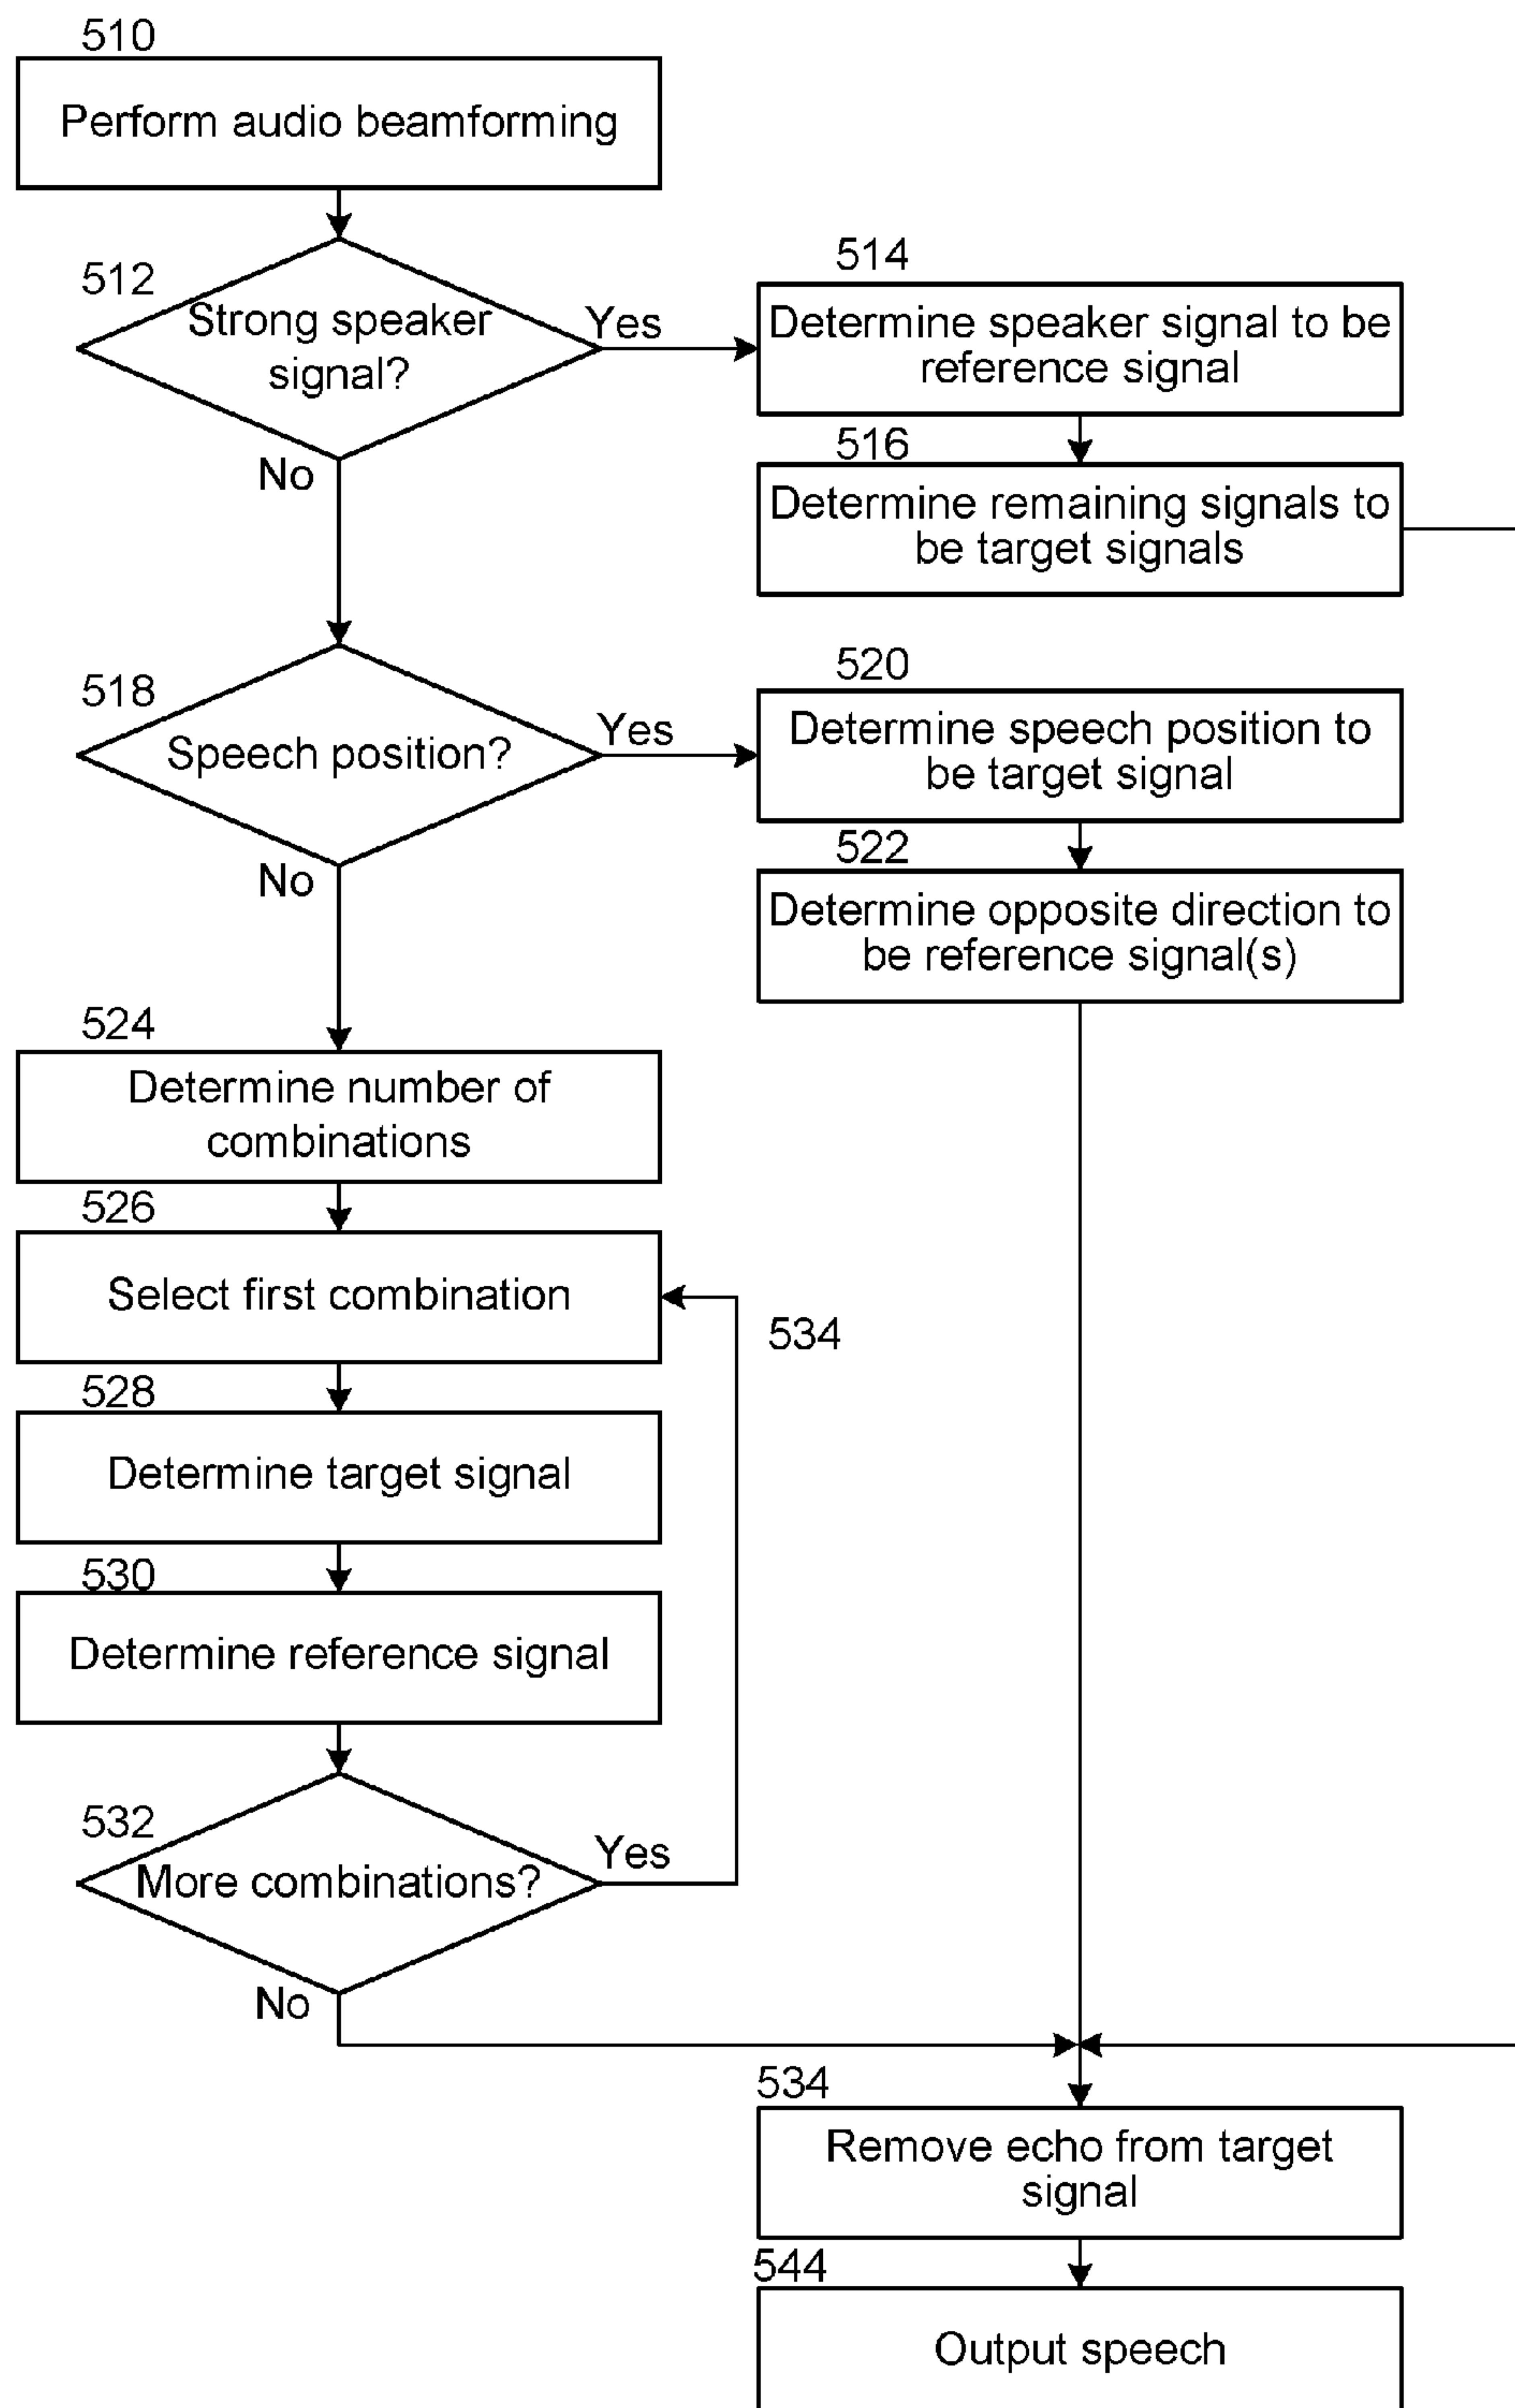 510
Perform audio beamforming
512
Strong speaker
signal?
Yes
No
514
Determine speaker signal to be
reference signal
516
Determine remaining signals to
be target signals
518
Speech position?
Yes
No
520
Determine speech position to
be target signal
522
Determine opposite direction to
be reference signal(s)
524
Determine number of
combinations
526
Select first combination
534
528
Determine target signal
530
Determine reference signal
532
More combinations?
Yes
No
534
Remove echo from target
signal
544
Output speech